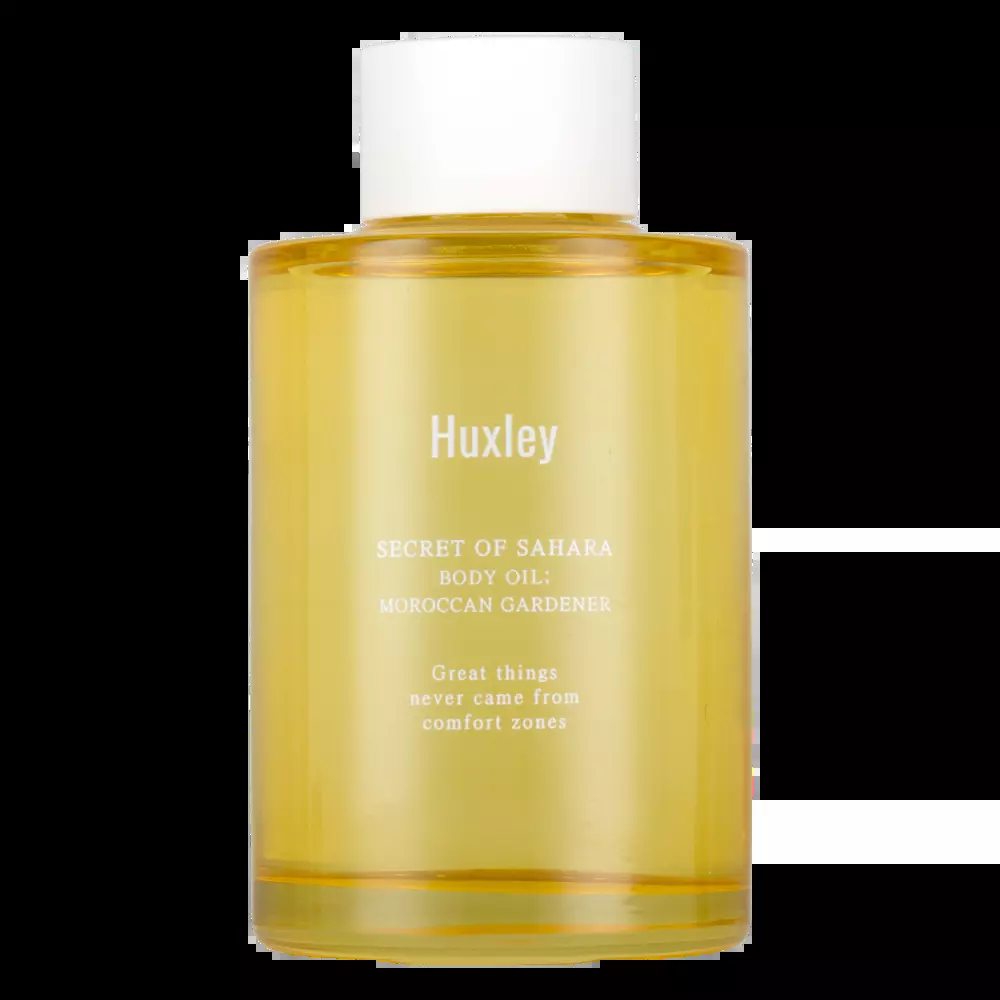 Huxley
SECRET OF SAHARA
BODY OIL;
MOROCCAN GARDENER
Great things
never came from
comfort zones